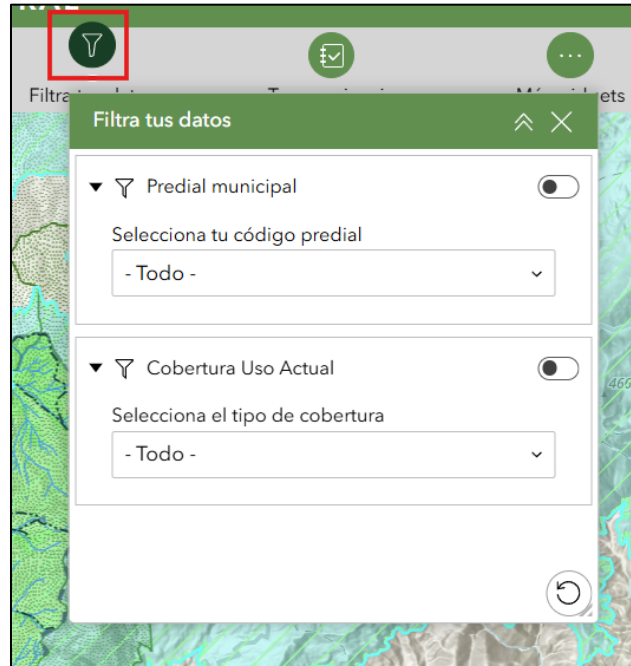 Filtra tus datos
Predial municipal
Selecciona tu código predial
- Todo -
Cobertura Uso Actual
Selecciona el tipo de cobertura
- Todo -